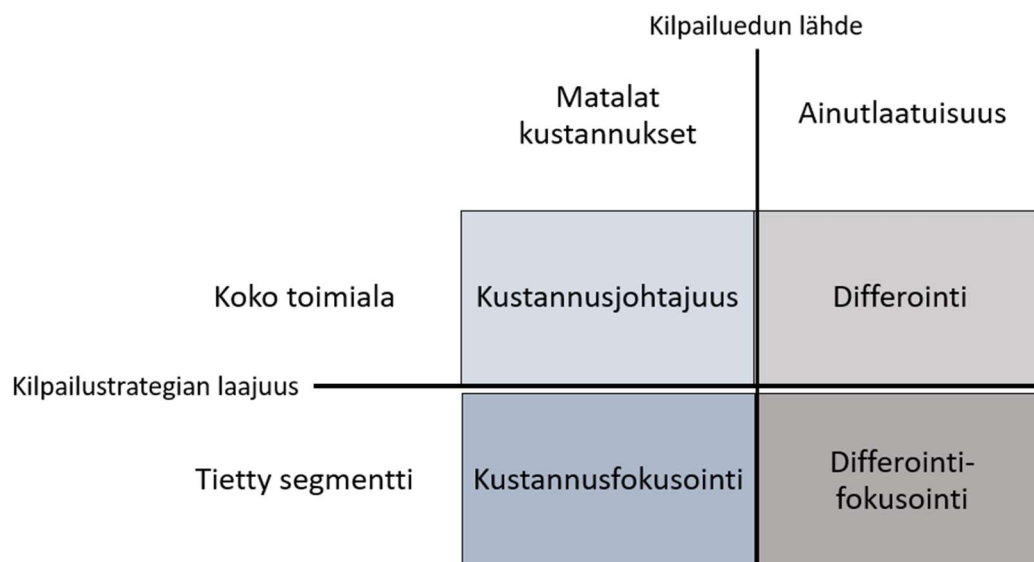 Kilpailuedun lähde
Matalat
kustannukset
Ainutlaatuisuus
Koko toimiala
Kustannusjohtajuus
Differointi
Kilpailustrategian laajuus
Tietty segmentti
Kustannusfokusointi
Differointi-
fokusointi